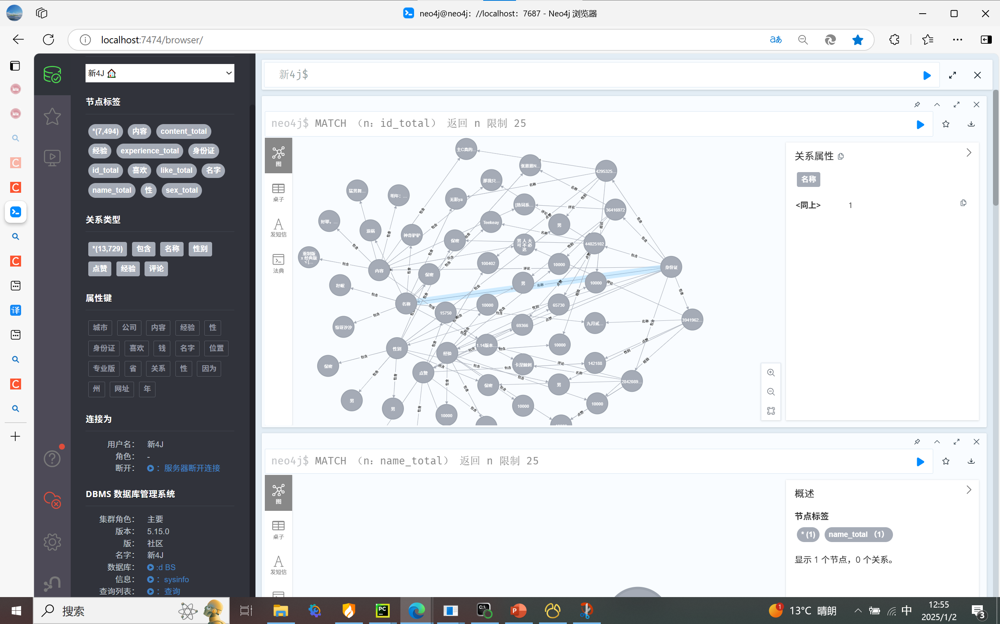 neo4j@neo4j：//localhost：7687 - Neo4j 浏览器
localhost:7474/browser/
aあ
新4J
节点标签
*(7,494) 内容 content_total
经验 experience_total 身份证
id_total 喜欢 like_total 名字
name_total 性 sex_total
关系类型
*(13,729) 包含 名称 性别
点赞 经验 评论
属性键
城市 公司 内容 经验 性
身份证 喜欢 钱 名字 位置
专业版 省 关系 性 因为
州 网址 年
连接为
用户名： 新4J
角色： -
断开： ：服务器断开连接
DBMS 数据库管理系统
集群角色： 主要
版本： 5.15.0
版： 社区
名字： 新4J
数据库： :d BS
信息： ：sysinfo
查询列表： ：查询
新4j$
neo4j$ MATCH （n：id_total） 返回 n 限制 25
图
桌子
发短信
法典
主C真的...
张恩恩N...
4295325...
那我只...
猛男舞...
明年：...
无影ya
[热词系...
36416972
好耶，...
浪祸
神奇驴驴
Teekeay
男
保密
男 人 大
可 不 必
这
44025102
重制版
x 经典版
√ [...
内容
保密
108402
10000
身份证
籽岷
男
10000
名称
15750
10000
65730
惊哥汐汐
69366
九月贰...
3941962...
性别
经验
1.14版本...
10000
保密
点赞
卡涅棘刺
142188
保密
男
2842089...
男
男
10000
10000
10000
包含
名称
性别
评论
点赞
经验
关系属性
名称
<同上> 1
neo4j$ MATCH （n：name_total） 返回 n 限制 25
图
桌子
发短信
概述
节点标签
* (1) name_total （1）
显示 1 个节点，0 个关系。
搜索
PC
C:\
P
1
13°C 晴朗
中
12:55
2025/1/2
3